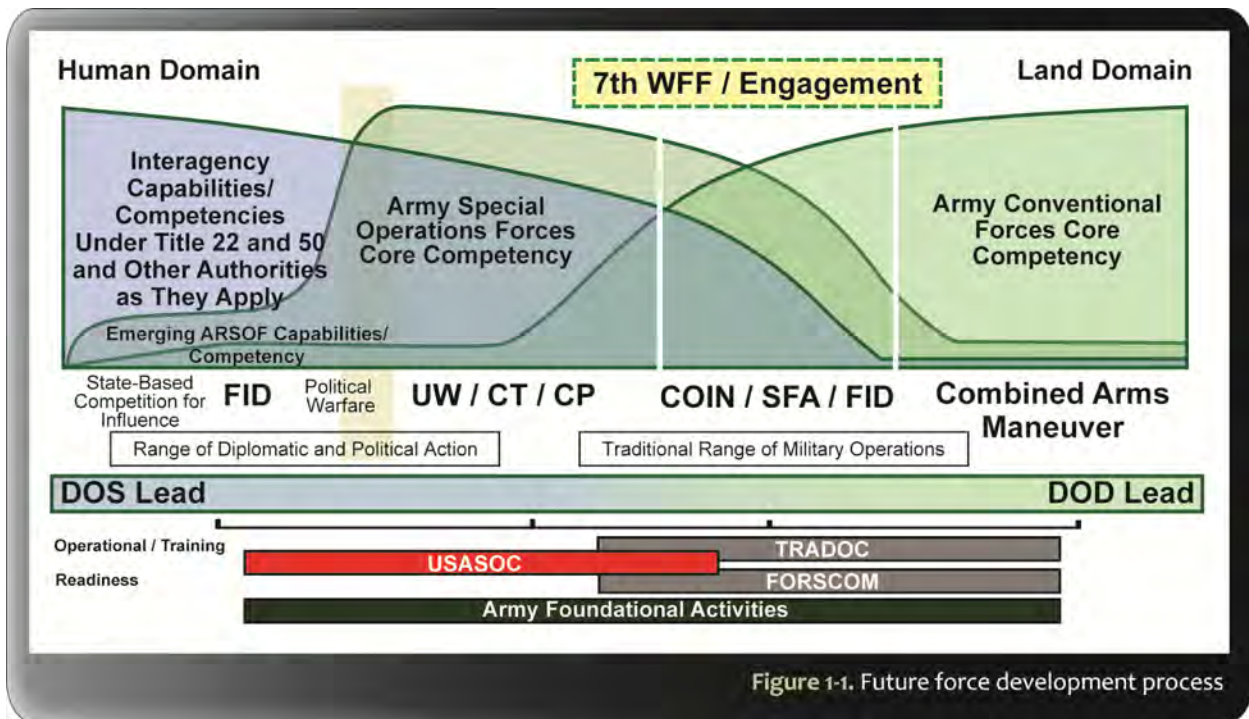 Human Domain
7th WFF / Engagement
Land Domain
Interagency
Capabilities/
Competencies
Under Title 22 and 50
and Other Authorities
as They Apply
Army Special
Operations Forces
Core Competency
Army Conventional
Forces Core
Competency
Emerging ARSOF Capabilities/
Competency
State-Based
Competition for
Influence
FID
Political
Warfare
UW / CT / CP
COIN / SFA / FID
Combined Arms
Maneuver
Range of Diplomatic and Political Action
Traditional Range of Military Operations
DOS Lead
DOD Lead
Operational / Training
TRADOC
USASOC
Readiness
FORSCOM
Army Foundational Activities
Figure 1-1. Future force development process